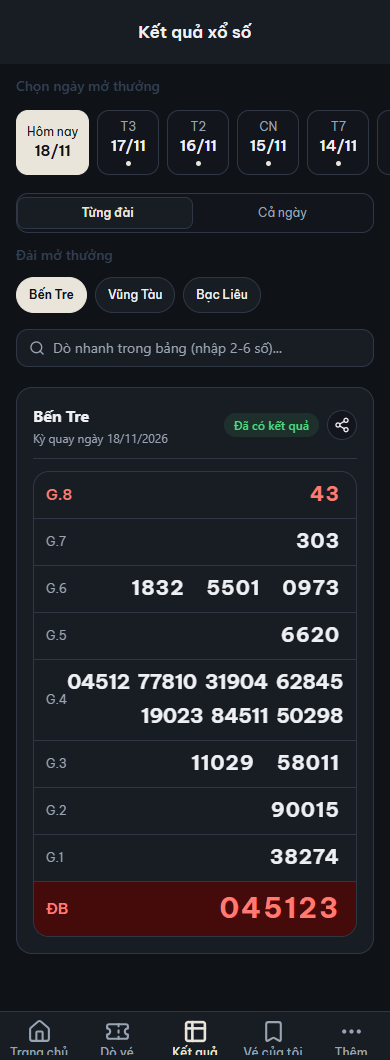 Kết quả xổ số
Chọn ngày mở thưởng
Hôm nay T3 T2 CN T7
18/11 17/11 16/11 15/11 14/11
Từng đài Cả ngày
Đài mở thưởng
Bến Tre Vũng Tàu Bạc Liêu
Dò nhanh trong bảng (nhập 2-6 số)...
Bến Tre
Đã có kết quả
Kỳ quay ngày 18/11/2026
G.8 43
G.7 303
G.6 1832 5501 0973
G.5 6620
G.4 04512 77810 31904 62845
19023 84511 50298
G.3 11029 58011
G.2 90015
G.1 38274
ĐB 045123
Trang chủ Dò vé Kết quả Vé của tôi Thêm